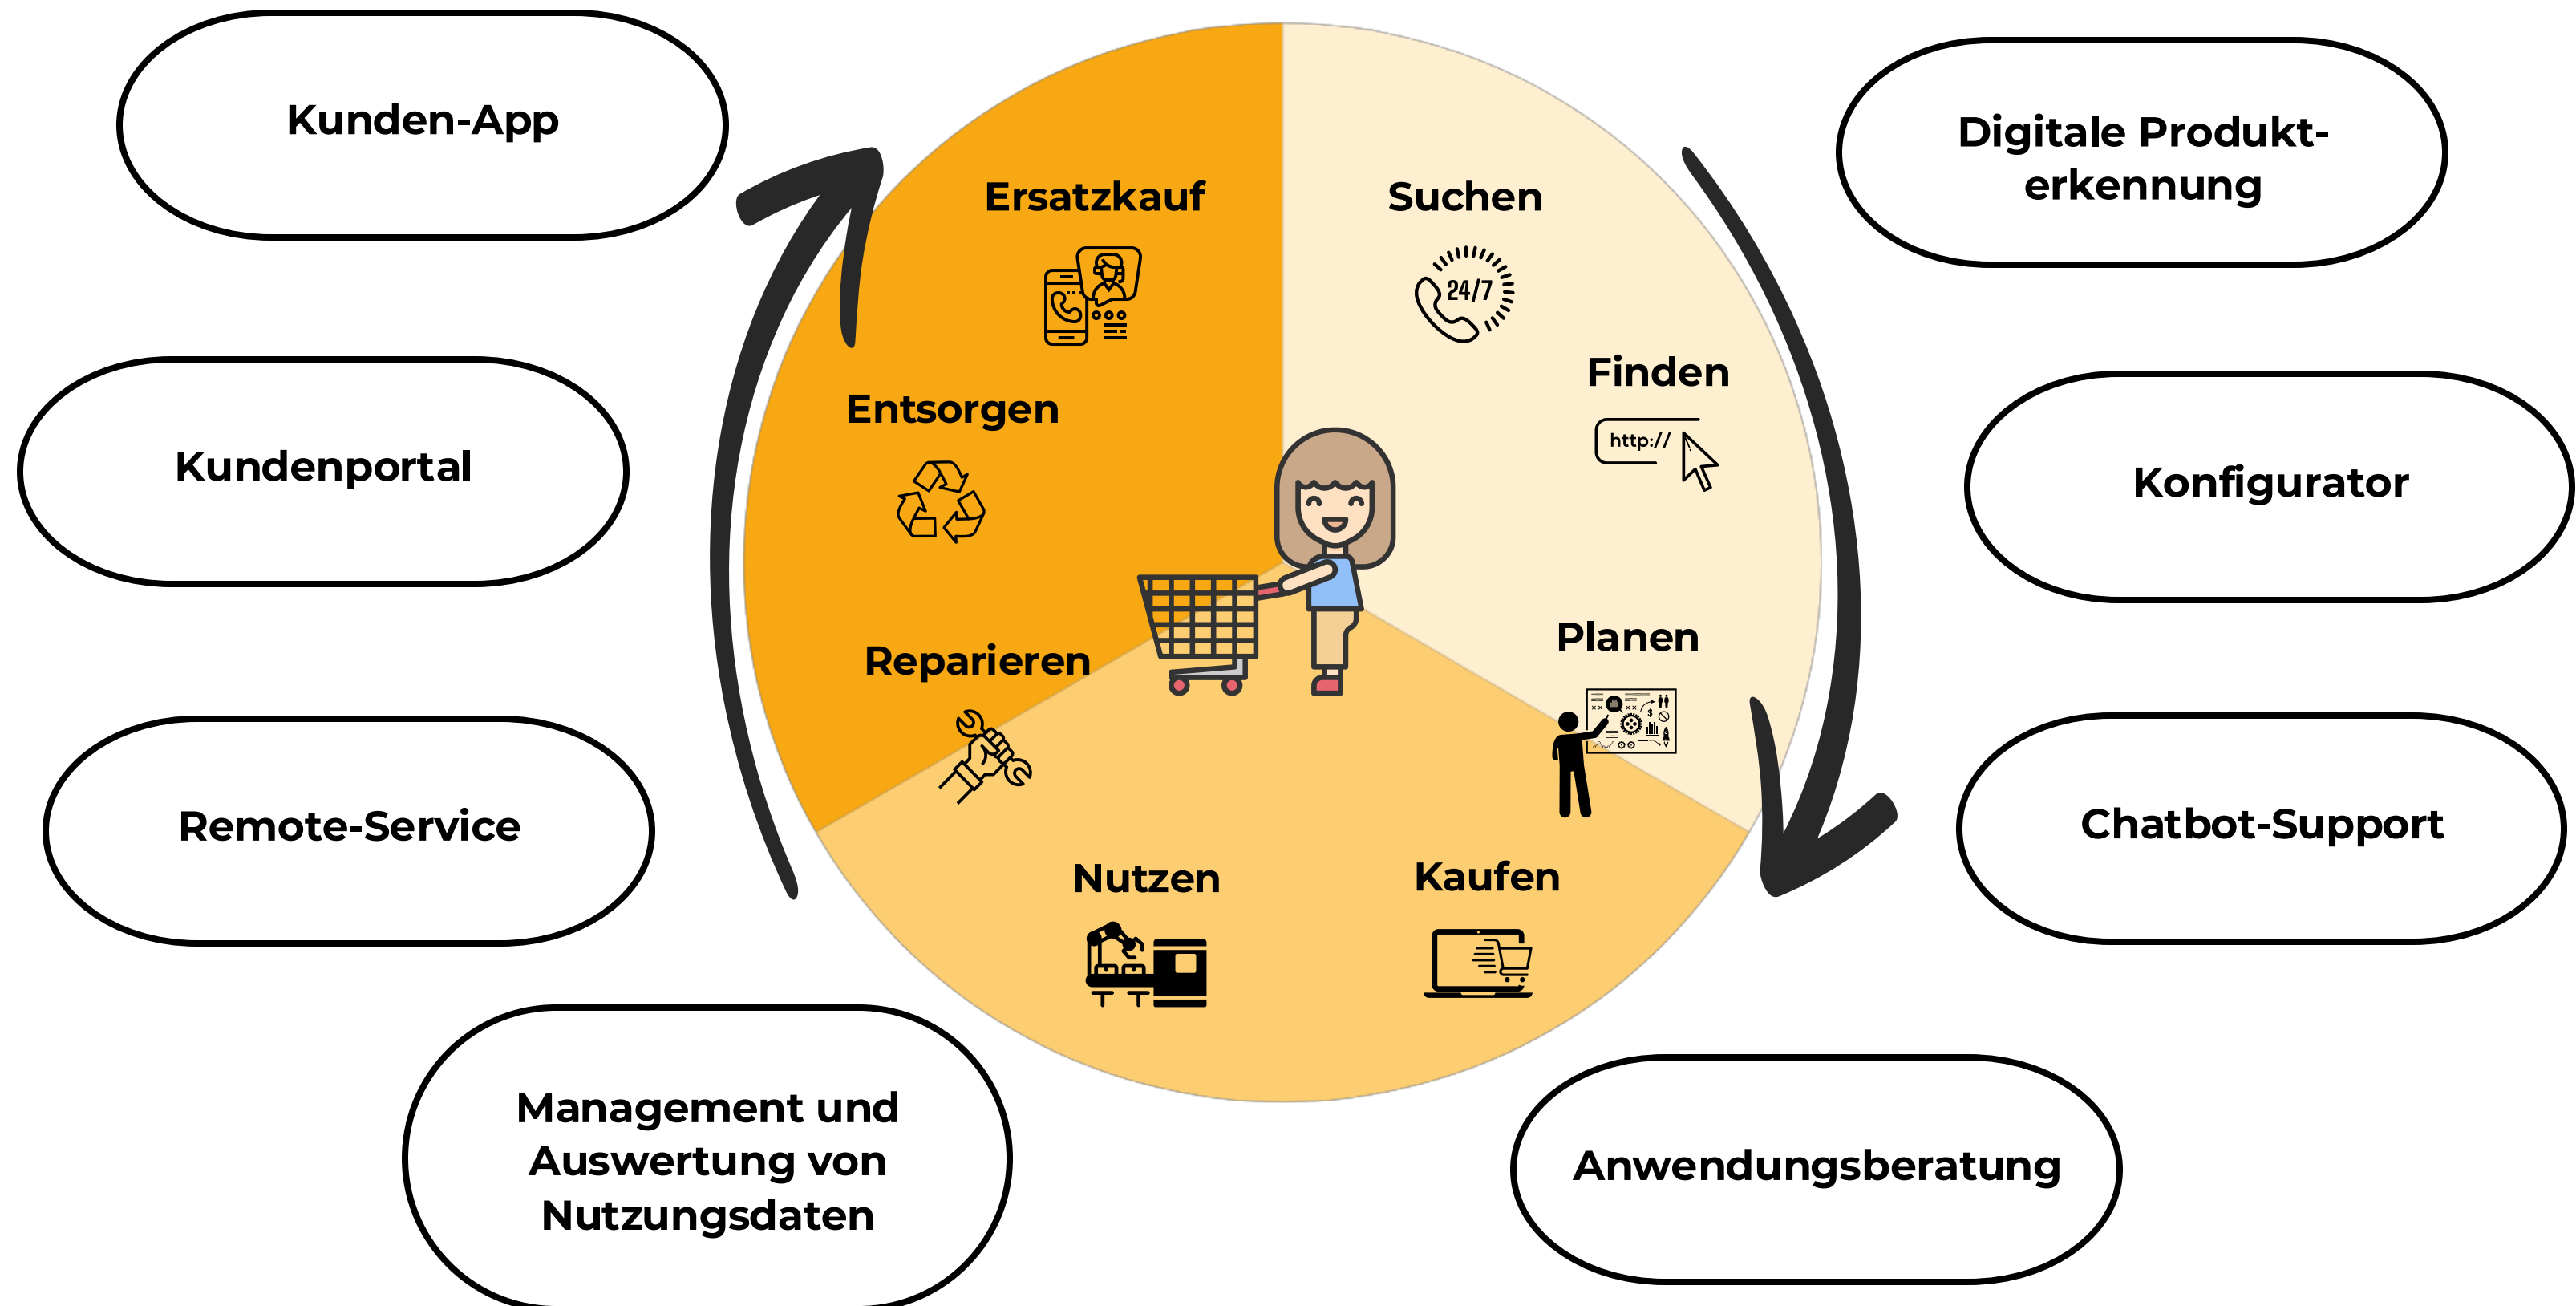 Kunden-App
Digitale Produkt-
erkennung
Ersatzkauf
Suchen
24/7
Finden
http://
Entsorgen
Kundenportal
Konfigurator
Planen
Reparieren
Remote-Service
Chatbot-Support
Nutzen
Kaufen
Management und
Auswertung von
Nutzungsdaten
Anwendungsberatung